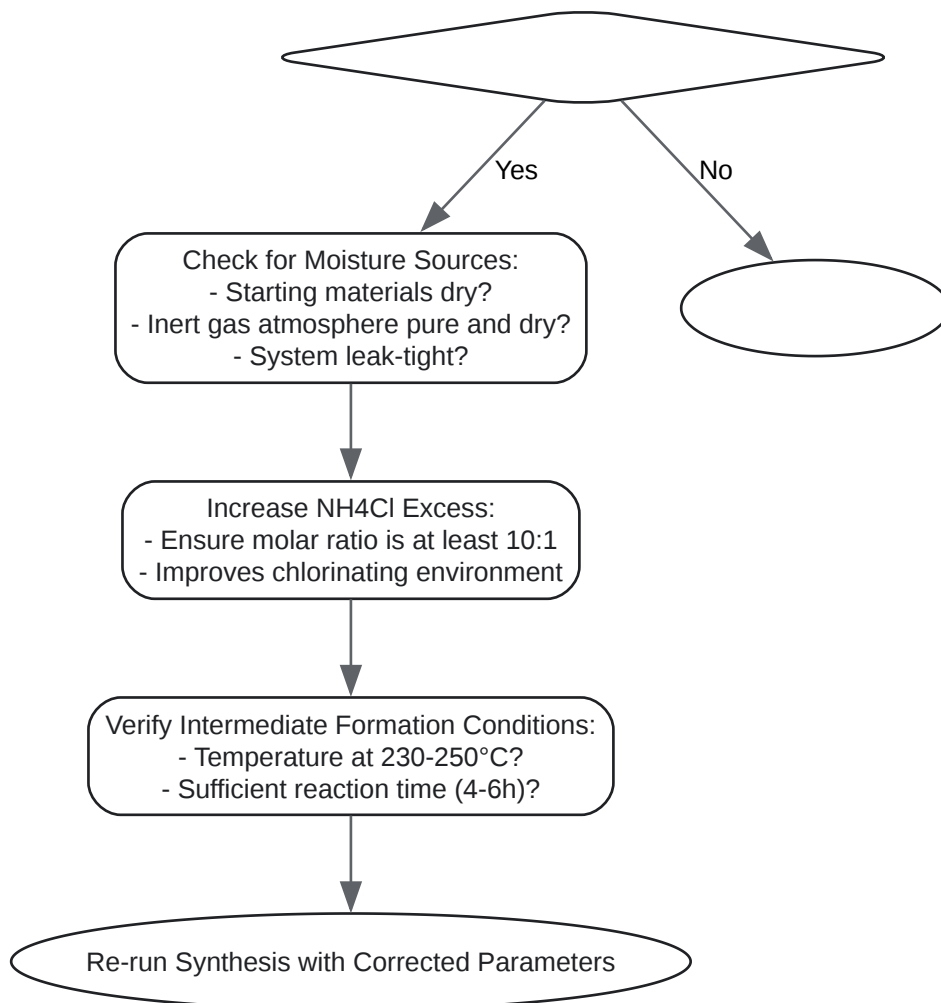 Yes
No
Check for Moisture Sources:
- Starting materials dry?
- Inert gas atmosphere pure and dry?
- System leak-tight?
Increase NH4Cl Excess:
- Ensure molar ratio is at least 10:1
- Improves chlorinating environment
Verify Intermediate Formation Conditions:
- Temperature at 230-250°C?
- Sufficient reaction time (4-6h)?
Re-run Synthesis with Corrected Parameters